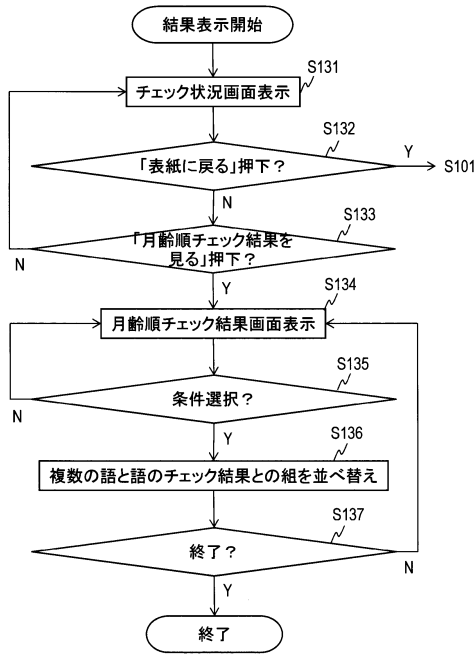 結果表示開始
S131
チェック状況画面表示
S132
「表紙に戻る」押下？
Y
S101
N
S133
「月齢順チェック結果を
見る」押下？
N
Y
S134
月齢順チェック結果画面表示
S135
条件選択？
N
Y
S136
複数の語と語のチェック結果との組を並べ替え
S137
終了？
N
Y
終了